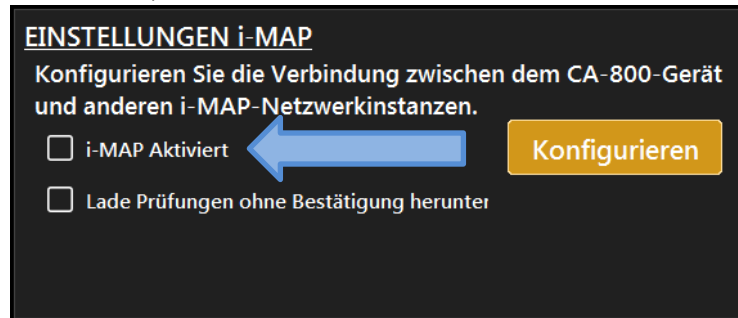 EINSTELLUNGEN i-MAP
Konfigurieren Sie die Verbindung zwischen dem CA-800-Gerät
und anderen i-MAP-Netzwerkinstanzen.
i-MAP Aktiviert
Konfigurieren
Lade Prüfungen ohne Bestätigung herunter